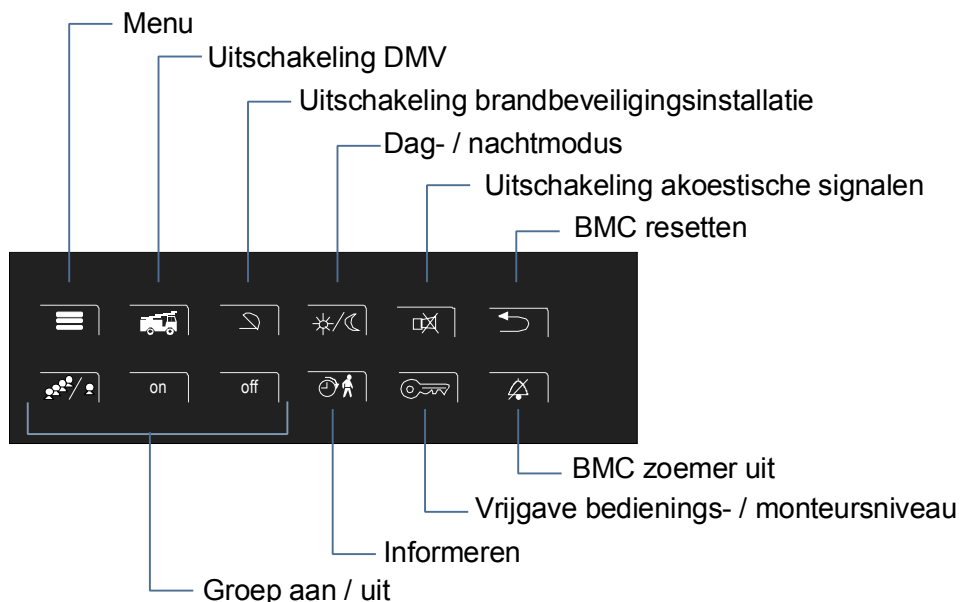 Menu
Uitschakeling DMV
Uitschakeling brandbeveiligingsinstallatie
Dag- / nachtmodus
Uitschakeling akoestische signalen
BMC resetten
on
off
BMC zoemer uit
Vrijgave bedienings- / monteursniveau
Informeren
Groep aan / uit